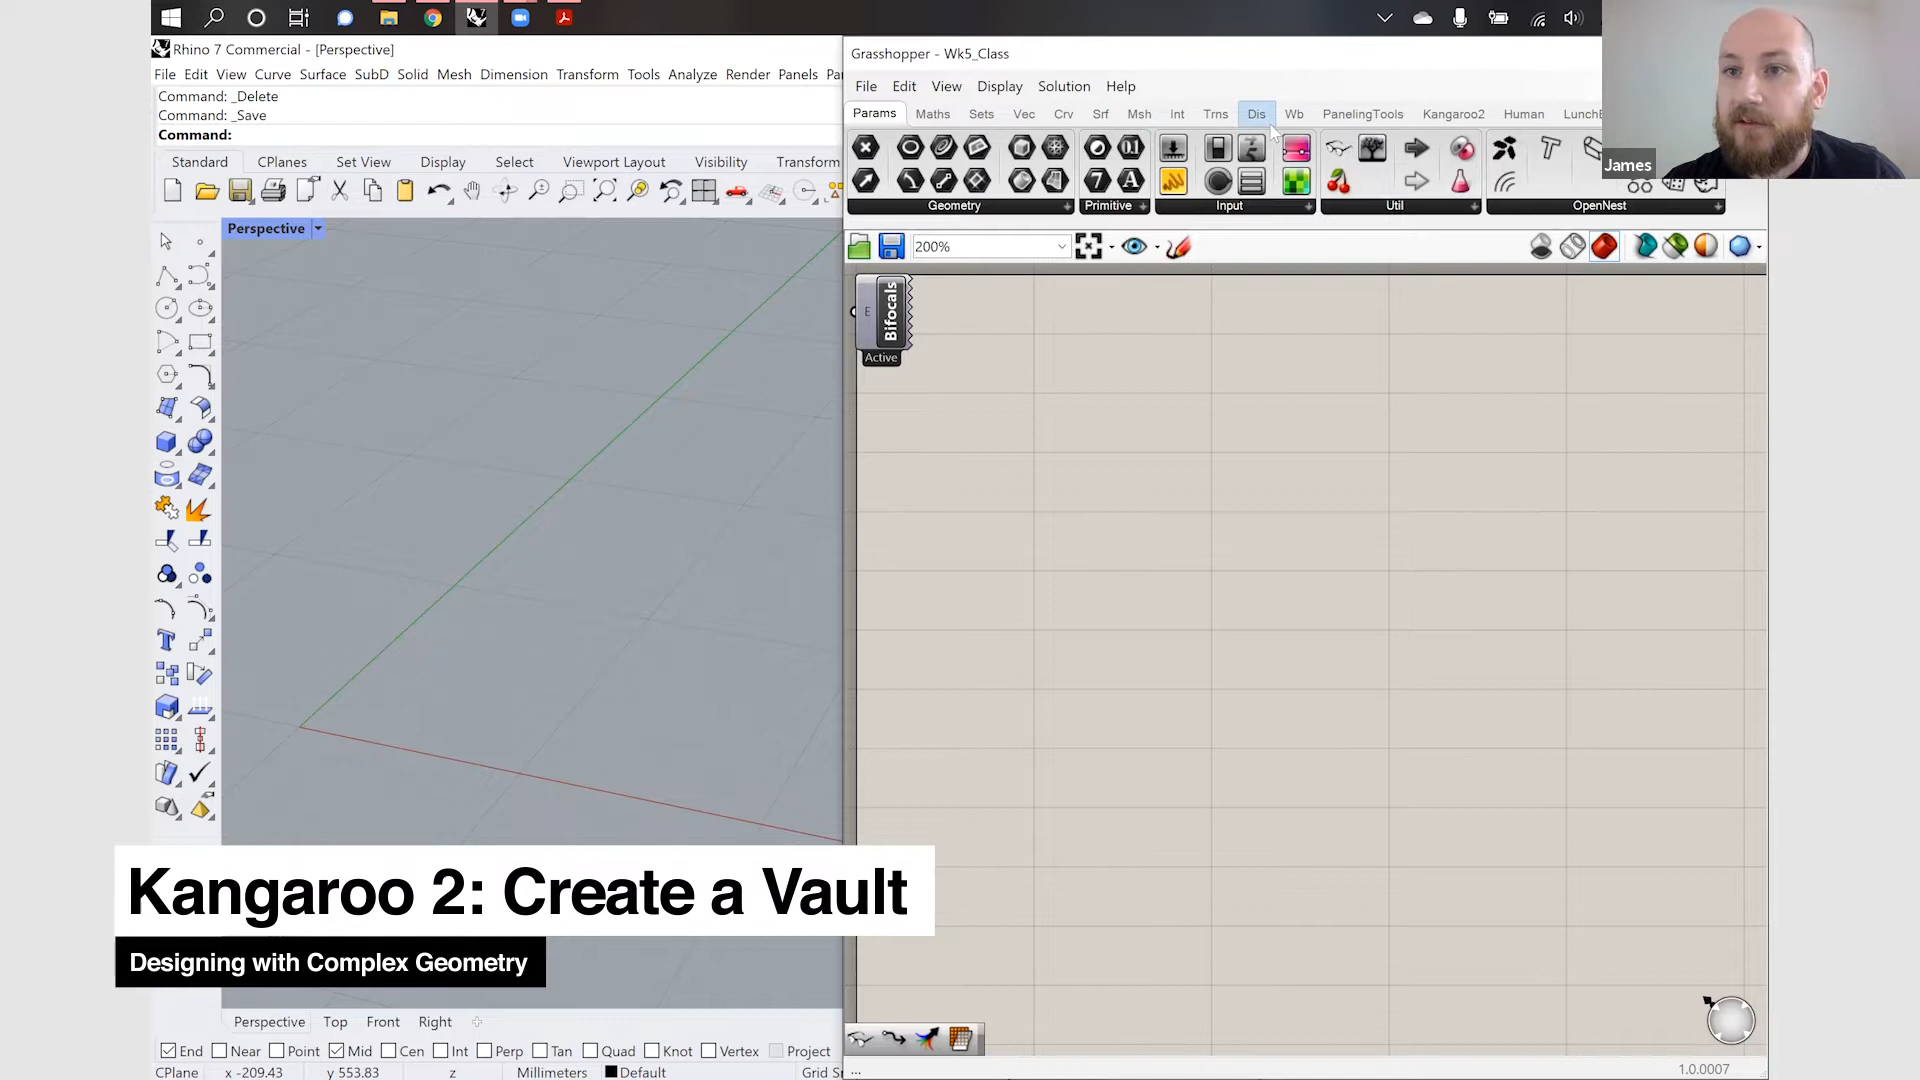 Rhino 7 Commercial - [Perspective]
File Edit View Curve Surface SubD Solid Mesh Dimension Transform Tools Analyze Render Panels
Command: _Delete
Command: _Save
Command:
Standard CPlanes Set View Display Select Viewport Layout Visibility Transform
Perspective
Grasshopper - Wk5_Class
File Edit View Display Solution Help
Params Maths Sets Vec Crv Srf Msh Int Trns Dis Wb PanelingTools Kangaroo2 Human
Geometry Primitive Input Util OpenNest
200%
James
E Bifocals
Active
Kangaroo 2: Create a Vault
Designing with Complex Geometry
Perspective Top Front Right
End Near Point Mid Cen Int Perp Tan Quad Knot Vertex Project
CPlane x -209.43 y 553.83 z Millimeters Default Grid
...
1.0.0007